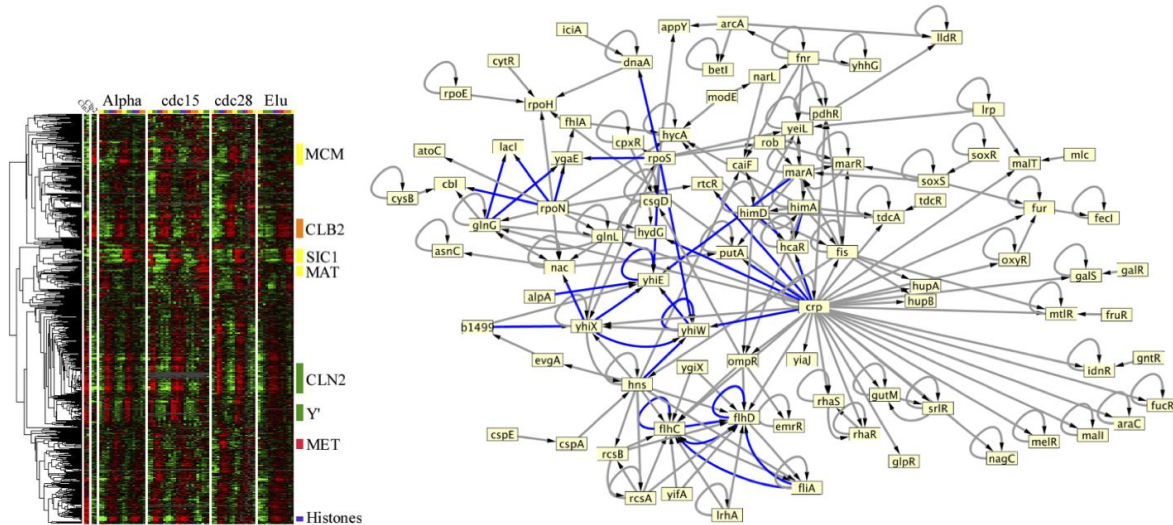 Alpha cdc15 cdc28 Elu
MCM
CLB2
SIC1
MAT
CLN2
Y'
MET
Histones
iciA
appY
arcA
lldR
cytR
dnaA
betI
fnr
yhhG
narL
rpoE
rpoH
modE
pdhR
fhlA
hycA
yeiL
lrp
lacI
cpxR
rob
atoC
ygaE
rpoS
caiF
marR
soxR
malT
mlc
marA
cbl
rtcR
soxS
cysB
tdcR
rpoN
csgD
himD
himA
tdcA
fur
fecI
glnG
glnL
hydG
hcaR
asnC
putA
fis
oxyR
nac
galS
galR
yhiE
hupA
hupB
alpA
crp
mtlR
fruR
b1499
yhiX
yhiW
evgA
ompR
yiaJ
gntR
idnR
ygiX
hns
gutM
rhaS
srlR
fucR
flhD
araC
flhC
emrR
rhaR
malI
cspE
cspA
melR
rcsB
glpR
nagC
fliA
rcsA
yifA
lrhA